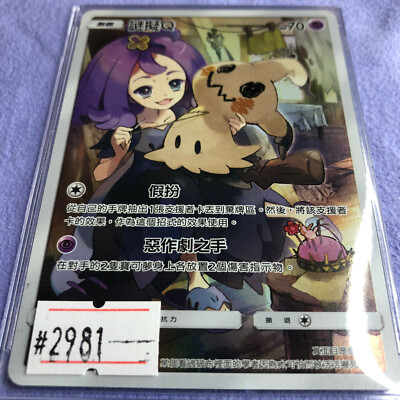 基礎 謎擬Q 70
假扮
從自己的手牌抽出1張支援者卡丟到棄牌區。然後,將該支援者
卡的效果,作為這個招式的效果使用。
惡作劇之手
在對手的2隻寶可夢身上各放置2個傷害指示物。
抗力 撤退
#2981